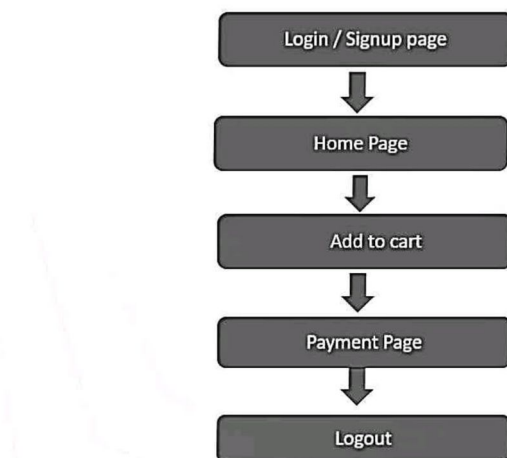 Login / Signup page
Home Page
Add to cart
Payment Page
Logout